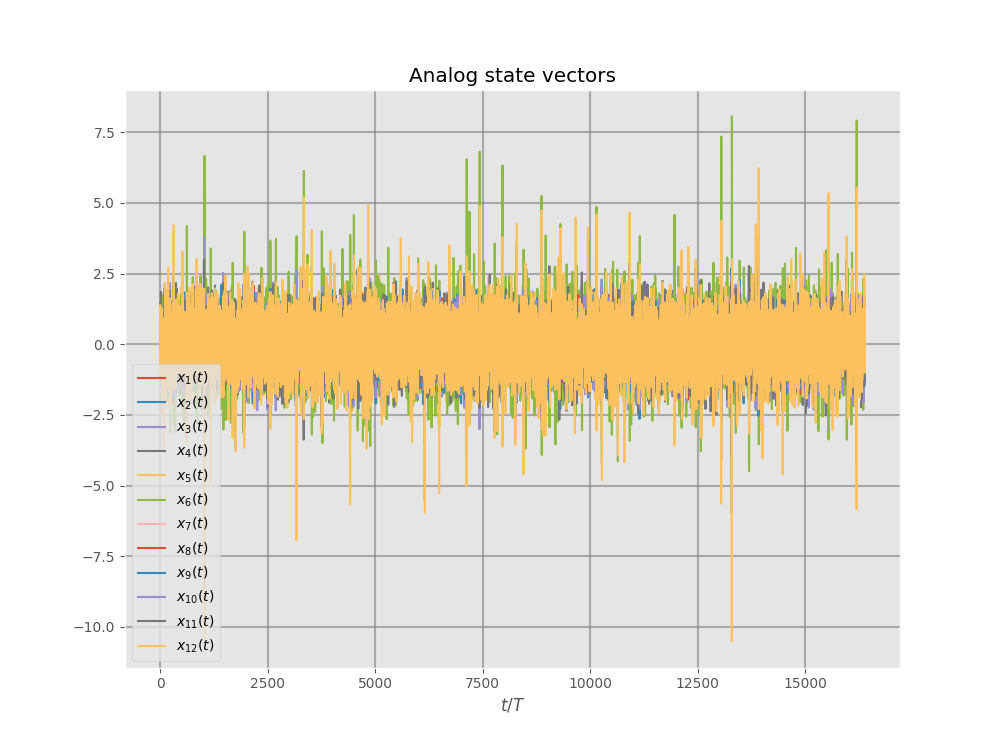 Analog state vectors
7.5
5.0
2.5
0.0
−2.5
−5.0
−7.5
−10.0
x₁(t)
x₂(t)
x₃(t)
x₄(t)
x₅(t)
x₆(t)
x₇(t)
x₈(t)
x₉(t)
x₁₀(t)
x₁₁(t)
x₁₂(t)
0 2500 5000 7500 10000 12500 15000
t/T